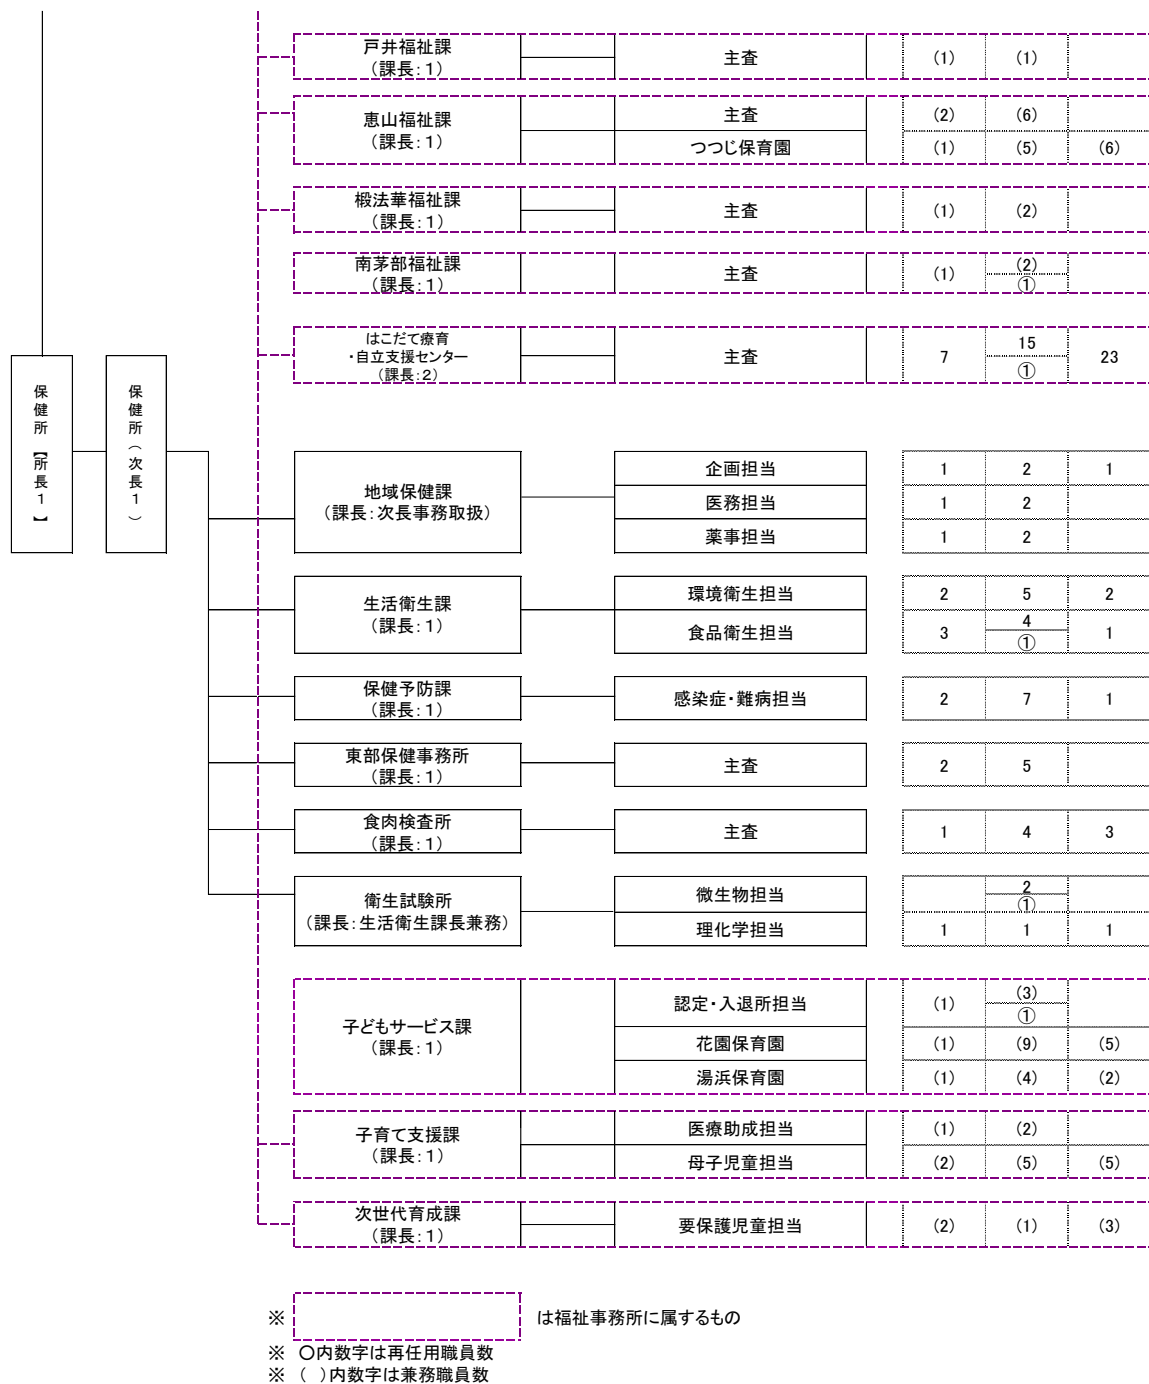 戸井福祉課
（課長：1）
主査
(1)
(1)
恵山福祉課
（課長：1）
主査
(2)
(6)
つつじ保育園
(1)
(5)
(6)
椴法華福祉課
（課長：1）
主査
(1)
(2)
南茅部福祉課
（課長：1）
主査
(1)
(2)
①
はこだて療育
・自立支援センター
（課長：2）
主査
7
15
①
23
保健所【所長1】
保健所（次長1）
地域保健課
（課長：次長事務取扱）
企画担当
1
2
1
医務担当
1
2
薬事担当
1
2
生活衛生課
（課長：1）
環境衛生担当
2
5
2
食品衛生担当
3
4
①
1
保健予防課
（課長：1）
感染症・難病担当
2
7
1
東部保健事務所
（課長：1）
主査
2
5
食肉検査所
（課長：1）
主査
1
4
3
衛生試験所
（課長：生活衛生課長兼務）
微生物担当
2
①
理化学担当
1
1
1
子どもサービス課
（課長：1）
認定・入退所担当
(1)
(3)
①
花園保育園
(1)
(9)
(5)
湯浜保育園
(1)
(4)
(2)
子育て支援課
（課長：1）
医療助成担当
(1)
(2)
母子児童担当
(2)
(5)
(5)
次世代育成課
（課長：1）
要保護児童担当
(2)
(1)
(3)
※ は福祉事務所に属するもの
※ ○内数字は再任用職員数
※ （ ）内数字は兼務職員数